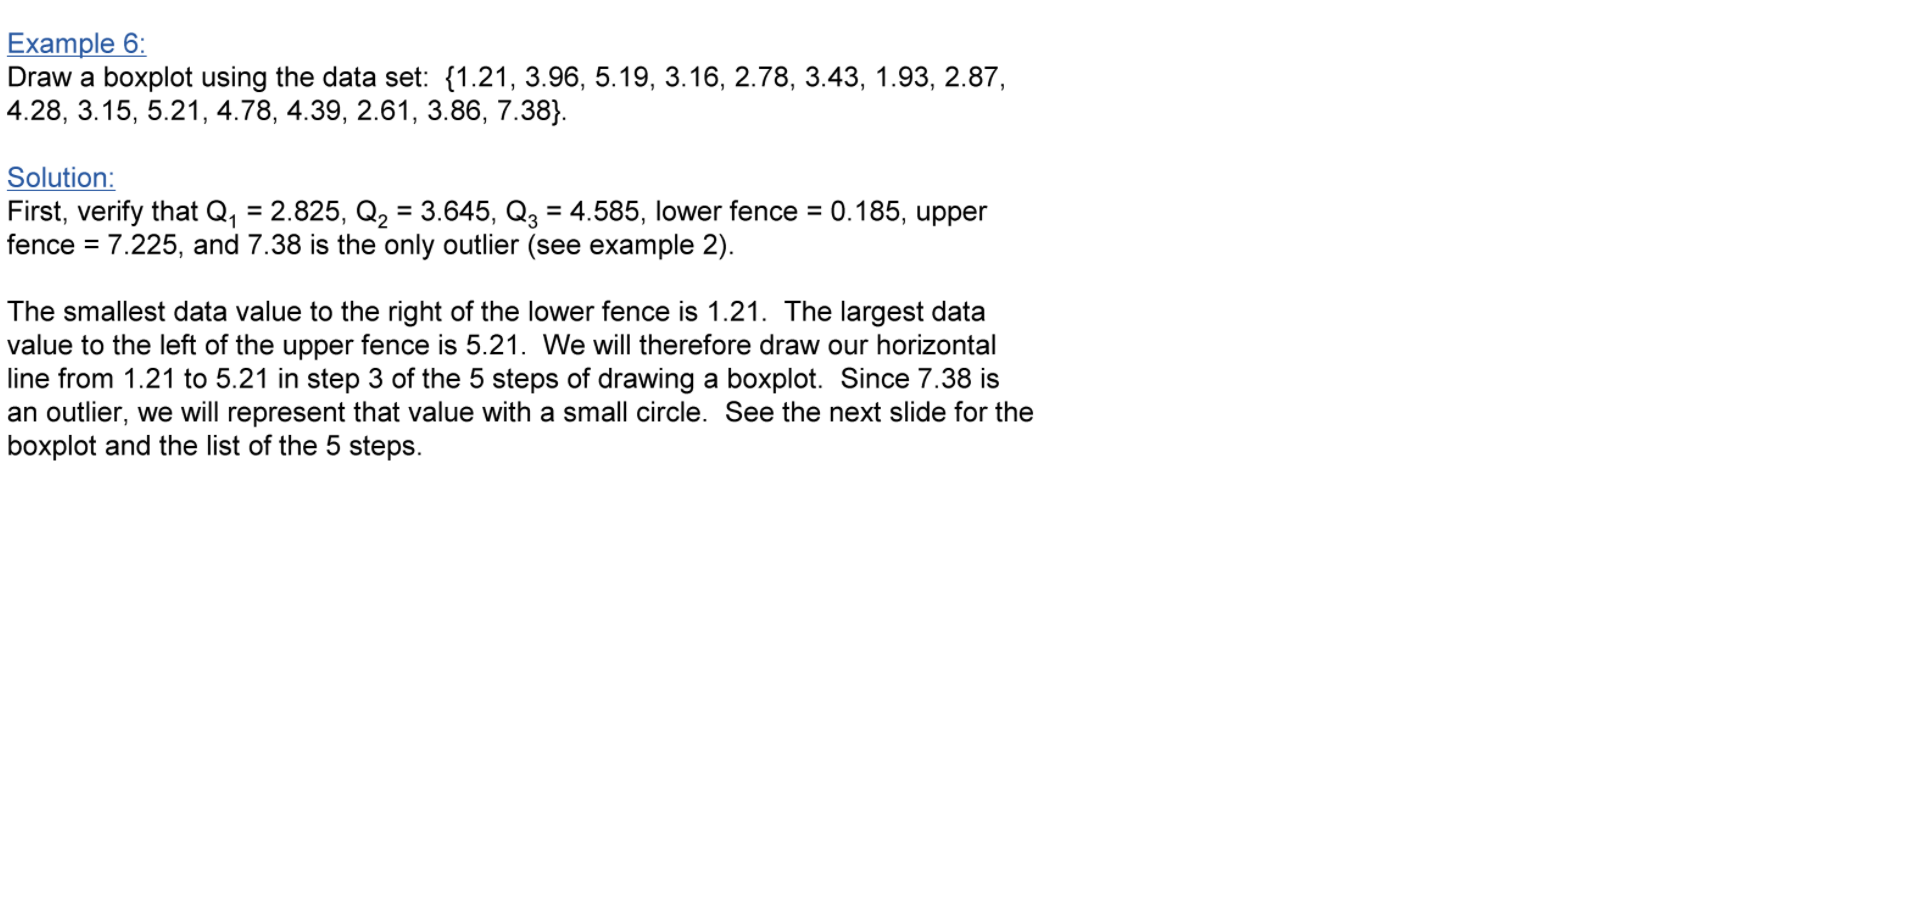 Example 6:
Draw a boxplot using the data set:  {1.21, 3.96, 5.19, 3.16, 2.78, 3.43, 1.93, 2.87,
4.28, 3.15, 5.21, 4.78, 4.39, 2.61, 3.86, 7.38}.
Solution:
First, verify that Q₁ = 2.825, Q₂ = 3.645, Q₃ = 4.585, lower fence = 0.185, upper
fence = 7.225, and 7.38 is the only outlier (see example 2).
The smallest data value to the right of the lower fence is 1.21.  The largest data
value to the left of the upper fence is 5.21.  We will therefore draw our horizontal
line from 1.21 to 5.21 in step 3 of the 5 steps of drawing a boxplot.  Since 7.38 is
an outlier, we will represent that value with a small circle.  See the next slide for the
boxplot and the list of the 5 steps.